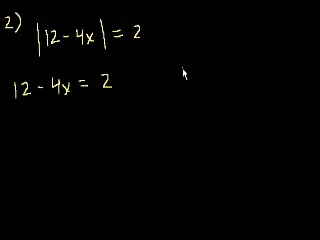 2) |12 - 4x| = 2
12 - 4x = 2